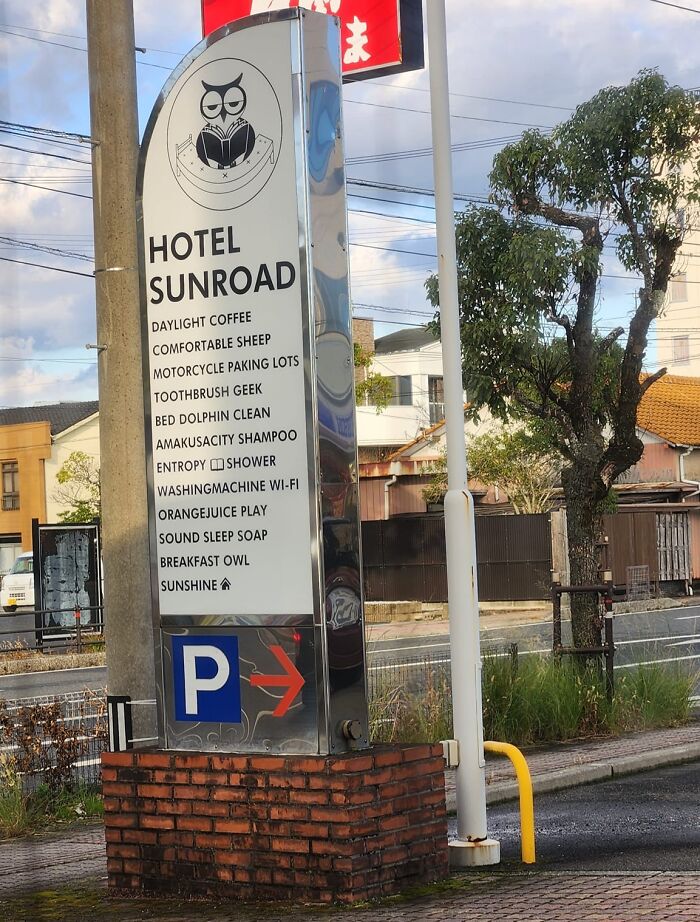 ま
HOTEL
SUNROAD
DAYLIGHT COFFEE
COMFORTABLE SHEEP
MOTORCYCLE PAKING LOTS
TOOTHBRUSH GEEK
BED DOLPHIN CLEAN
AMAKUSACITY SHAMPOO
ENTROPY SHOWER
WASHINGMACHINE WI-FI
ORANGEJUICE PLAY
SOUND SLEEP SOAP
BREAKFAST OWL
SUNSHINE
P